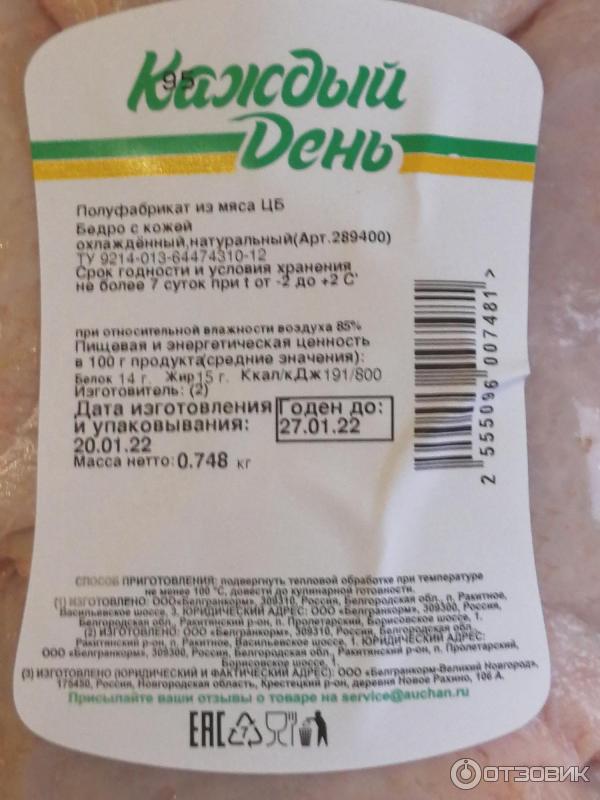 Каждый
95
День
Полуфабрикат из мяса ЦБ
Бедро с кожей
охлаждённый,натуральный(Арт.289400)
ТУ 9214-013-64474310-12
Срок годности и условия хранения
не более 7 суток при t от -2 до +2 С
при относительной влажности воздуха 85%
Пищевая и энергетическая ценность
в 100 г продукта(средние значения):
Белок 14 г. Жир 15 г. Ккал/кДж 191/800
Изготовитель: (2)
Дата изготовления
и упаковывания:
20.01.22
Годен до:
27.01.22
Масса нетто: 0.748 кг
2 555096 007481 >
СПОСОБ ПРИГОТОВЛЕНИЯ: подвергнуть тепловой обработке при температуре
не менее 100 °С, довести до кулинарной готовности.
(1) ИЗГОТОВЛЕНО: ООО«Белгранкорм», 309310, Россия, Белгородская обл., п. Ракитное,
Васильевское шоссе, 3. ЮРИДИЧЕСКИЙ АДРЕС: ООО «Белгранкорм», 309300, Россия,
Белгородская обл., Ракитянский р-он, п. Пролетарский, Борисовское шоссе, 1.
(2) ИЗГОТОВЛЕНО: ООО «Белгранкорм», 309310, Россия, Белгородская обл.,
Ракитянский р-он, п. Ракитное, Васильевское шоссе, 1. ЮРИДИЧЕСКИЙ АДРЕС:
ООО «Белгранкорм», 309300, Россия, Белгородская обл., Ракитянский р-он, п. Пролетарский,
Борисовское шоссе, 1.
(3) ИЗГОТОВЛЕНО (ЮРИДИЧЕСКИЙ И ФАКТИЧЕСКИЙ АДРЕС): ООО «Белгранкорм-Великий Новгород»,
175450, Россия, Новгородская область, Крестецкий р-он, деревня Новое Рахино, 106 А.
Присылайте ваши отзывы о товаре на service@auchan.ru
EAC 7
ОТЗОВИК